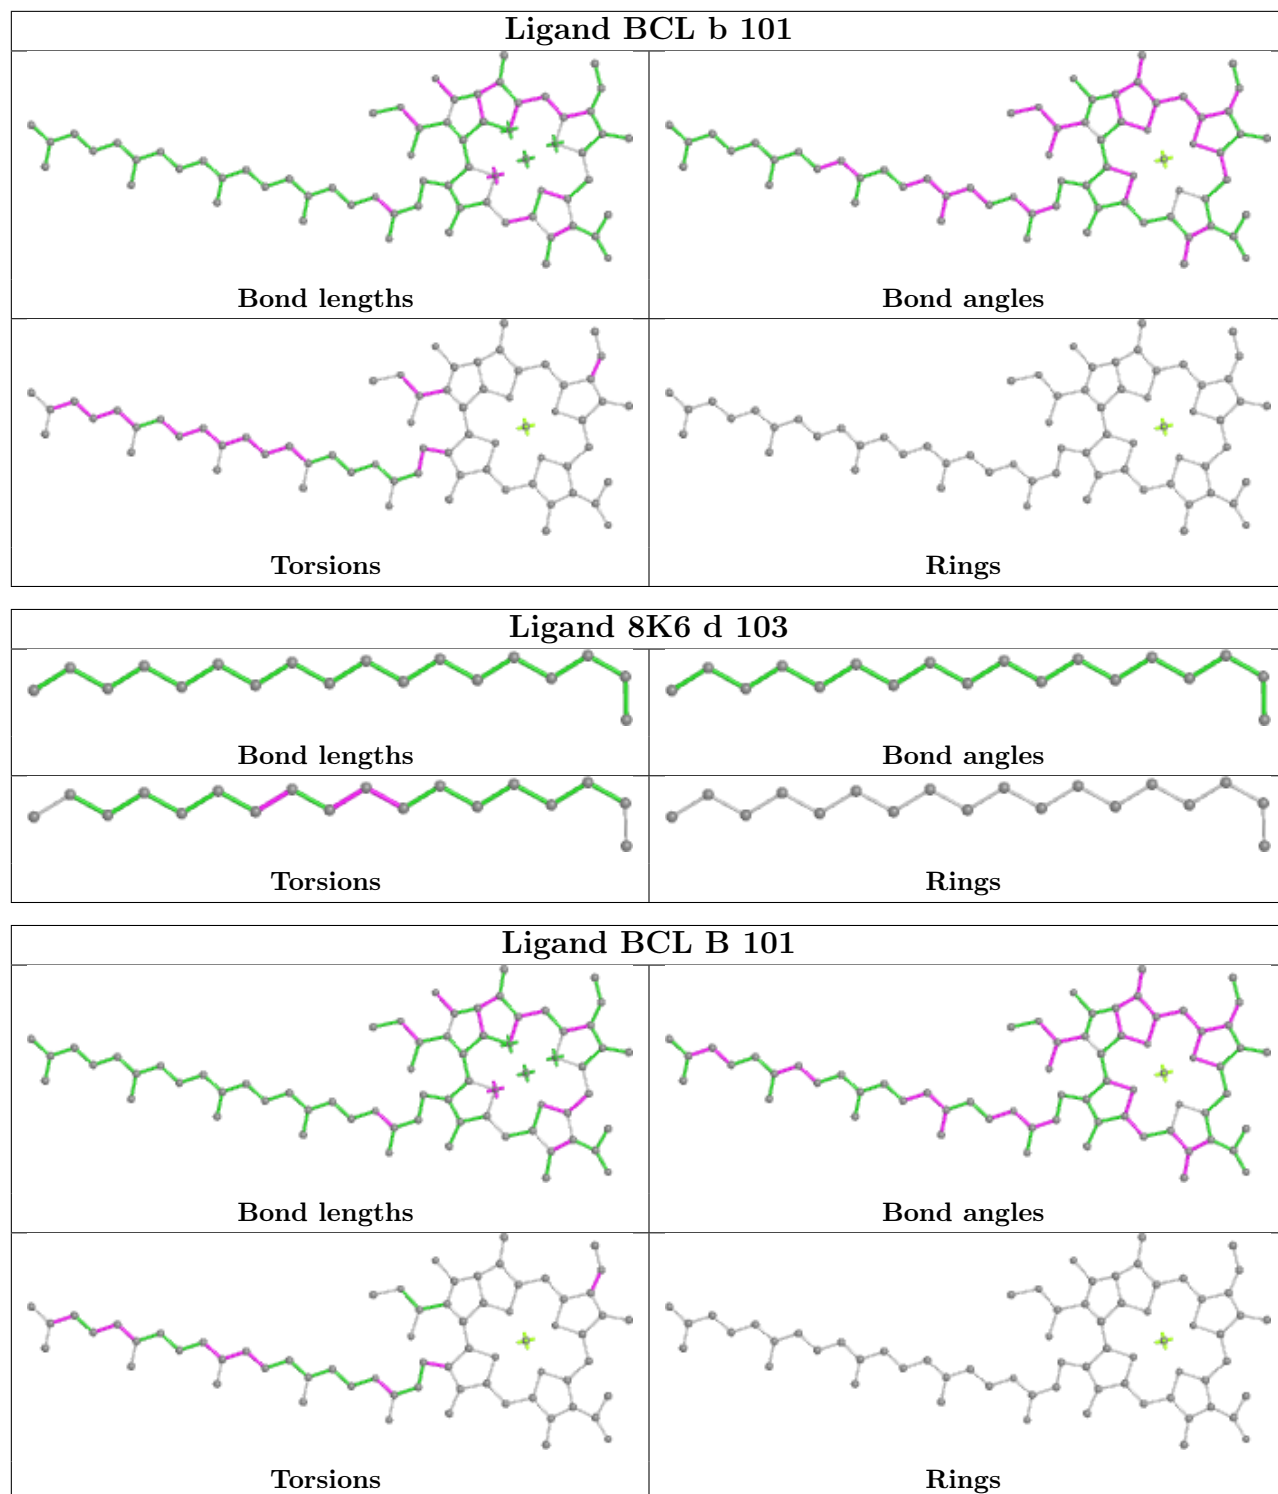 Ligand BCL b 101
Bond lengths
Bond angles
Torsions
Rings
Ligand 8K6 d 103
Bond lengths
Bond angles
Torsions
Rings
Ligand BCL B 101
Bond lengths
Bond angles
Torsions
Rings